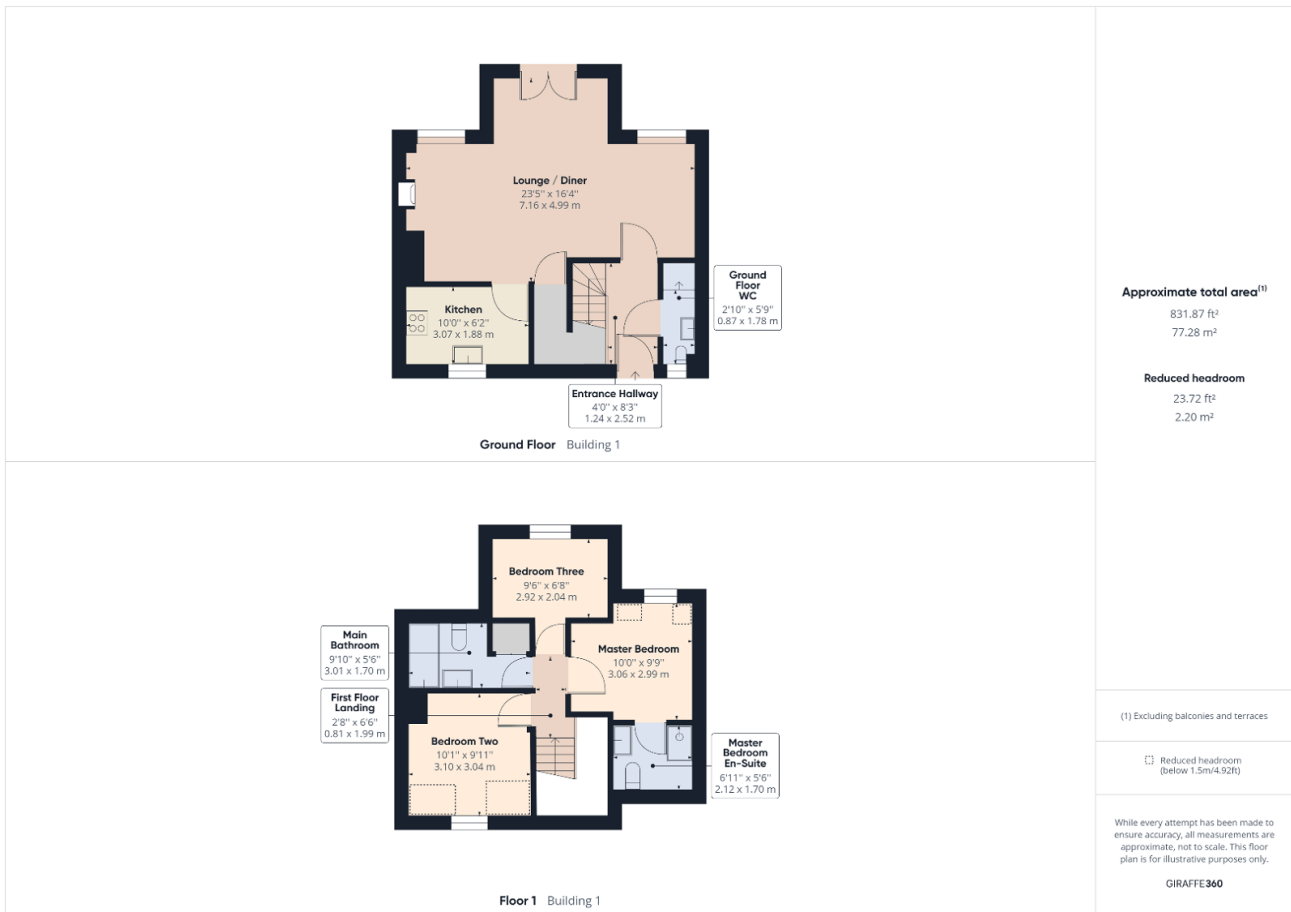 Lounge / Diner
23'5" x 16'4"
7.16 x 4.99 m
Kitchen
10'0" x 6'2"
3.07 x 1.88 m
Ground
Floor
WC
2'10" x 5'9"
0.87 x 1.78 m
Entrance Hallway
4'0" x 8'3"
1.24 x 2.52 m
Ground Floor Building 1
Bedroom Three
9'6" x 6'8"
2.92 x 2.04 m
Main
Bathroom
9'10" x 5'6"
3.01 x 1.70 m
Master Bedroom
10'0" x 9'9"
3.06 x 2.99 m
First Floor
Landing
2'8" x 6'6"
0.81 x 1.99 m
Bedroom Two
10'1" x 9'11"
3.10 x 3.04 m
Master
Bedroom
En-Suite
6'11" x 5'6"
2.12 x 1.70 m
Floor 1 Building 1
Approximate total area(1)
831.87 ft²
77.28 m²
Reduced headroom
23.72 ft²
2.20 m²
(1) Excluding balconies and terraces
Reduced headroom
(below 1.5m/4.92ft)
While every attempt has been made to
ensure accuracy, all measurements are
approximate, not to scale. This floor
plan is for illustrative purposes only.
GIRAFFE360